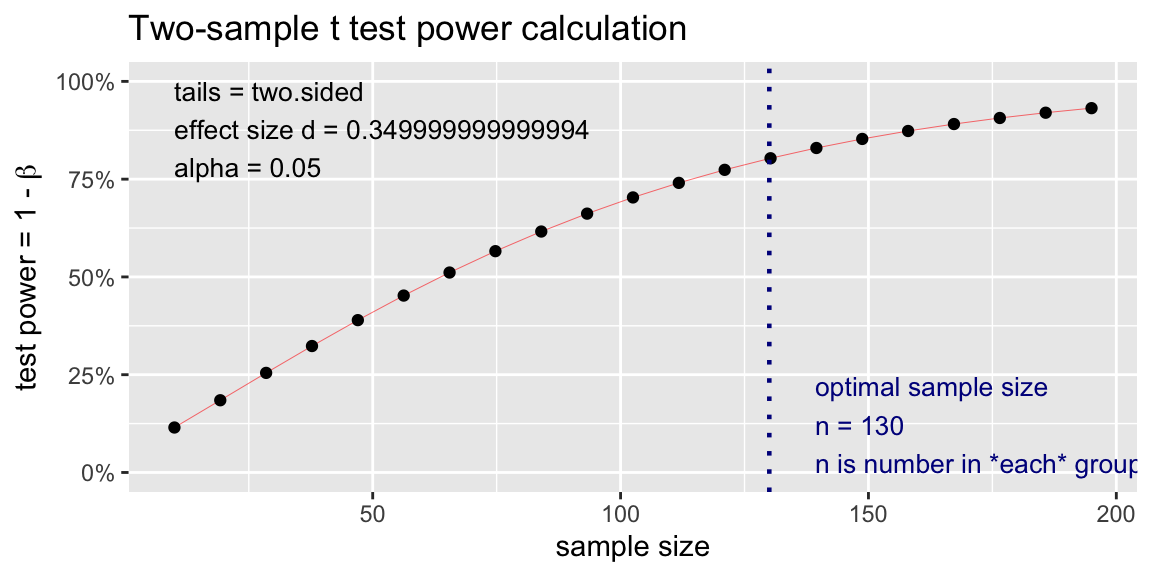 Two-sample t test power calculation
tails = two.sided
effect size d = 0.349999999999994
alpha = 0.05
test power = 1 - β
100%
75%
50%
25%
0%
optimal sample size
n = 130
n is number in *each* group
50
100
150
200
sample size